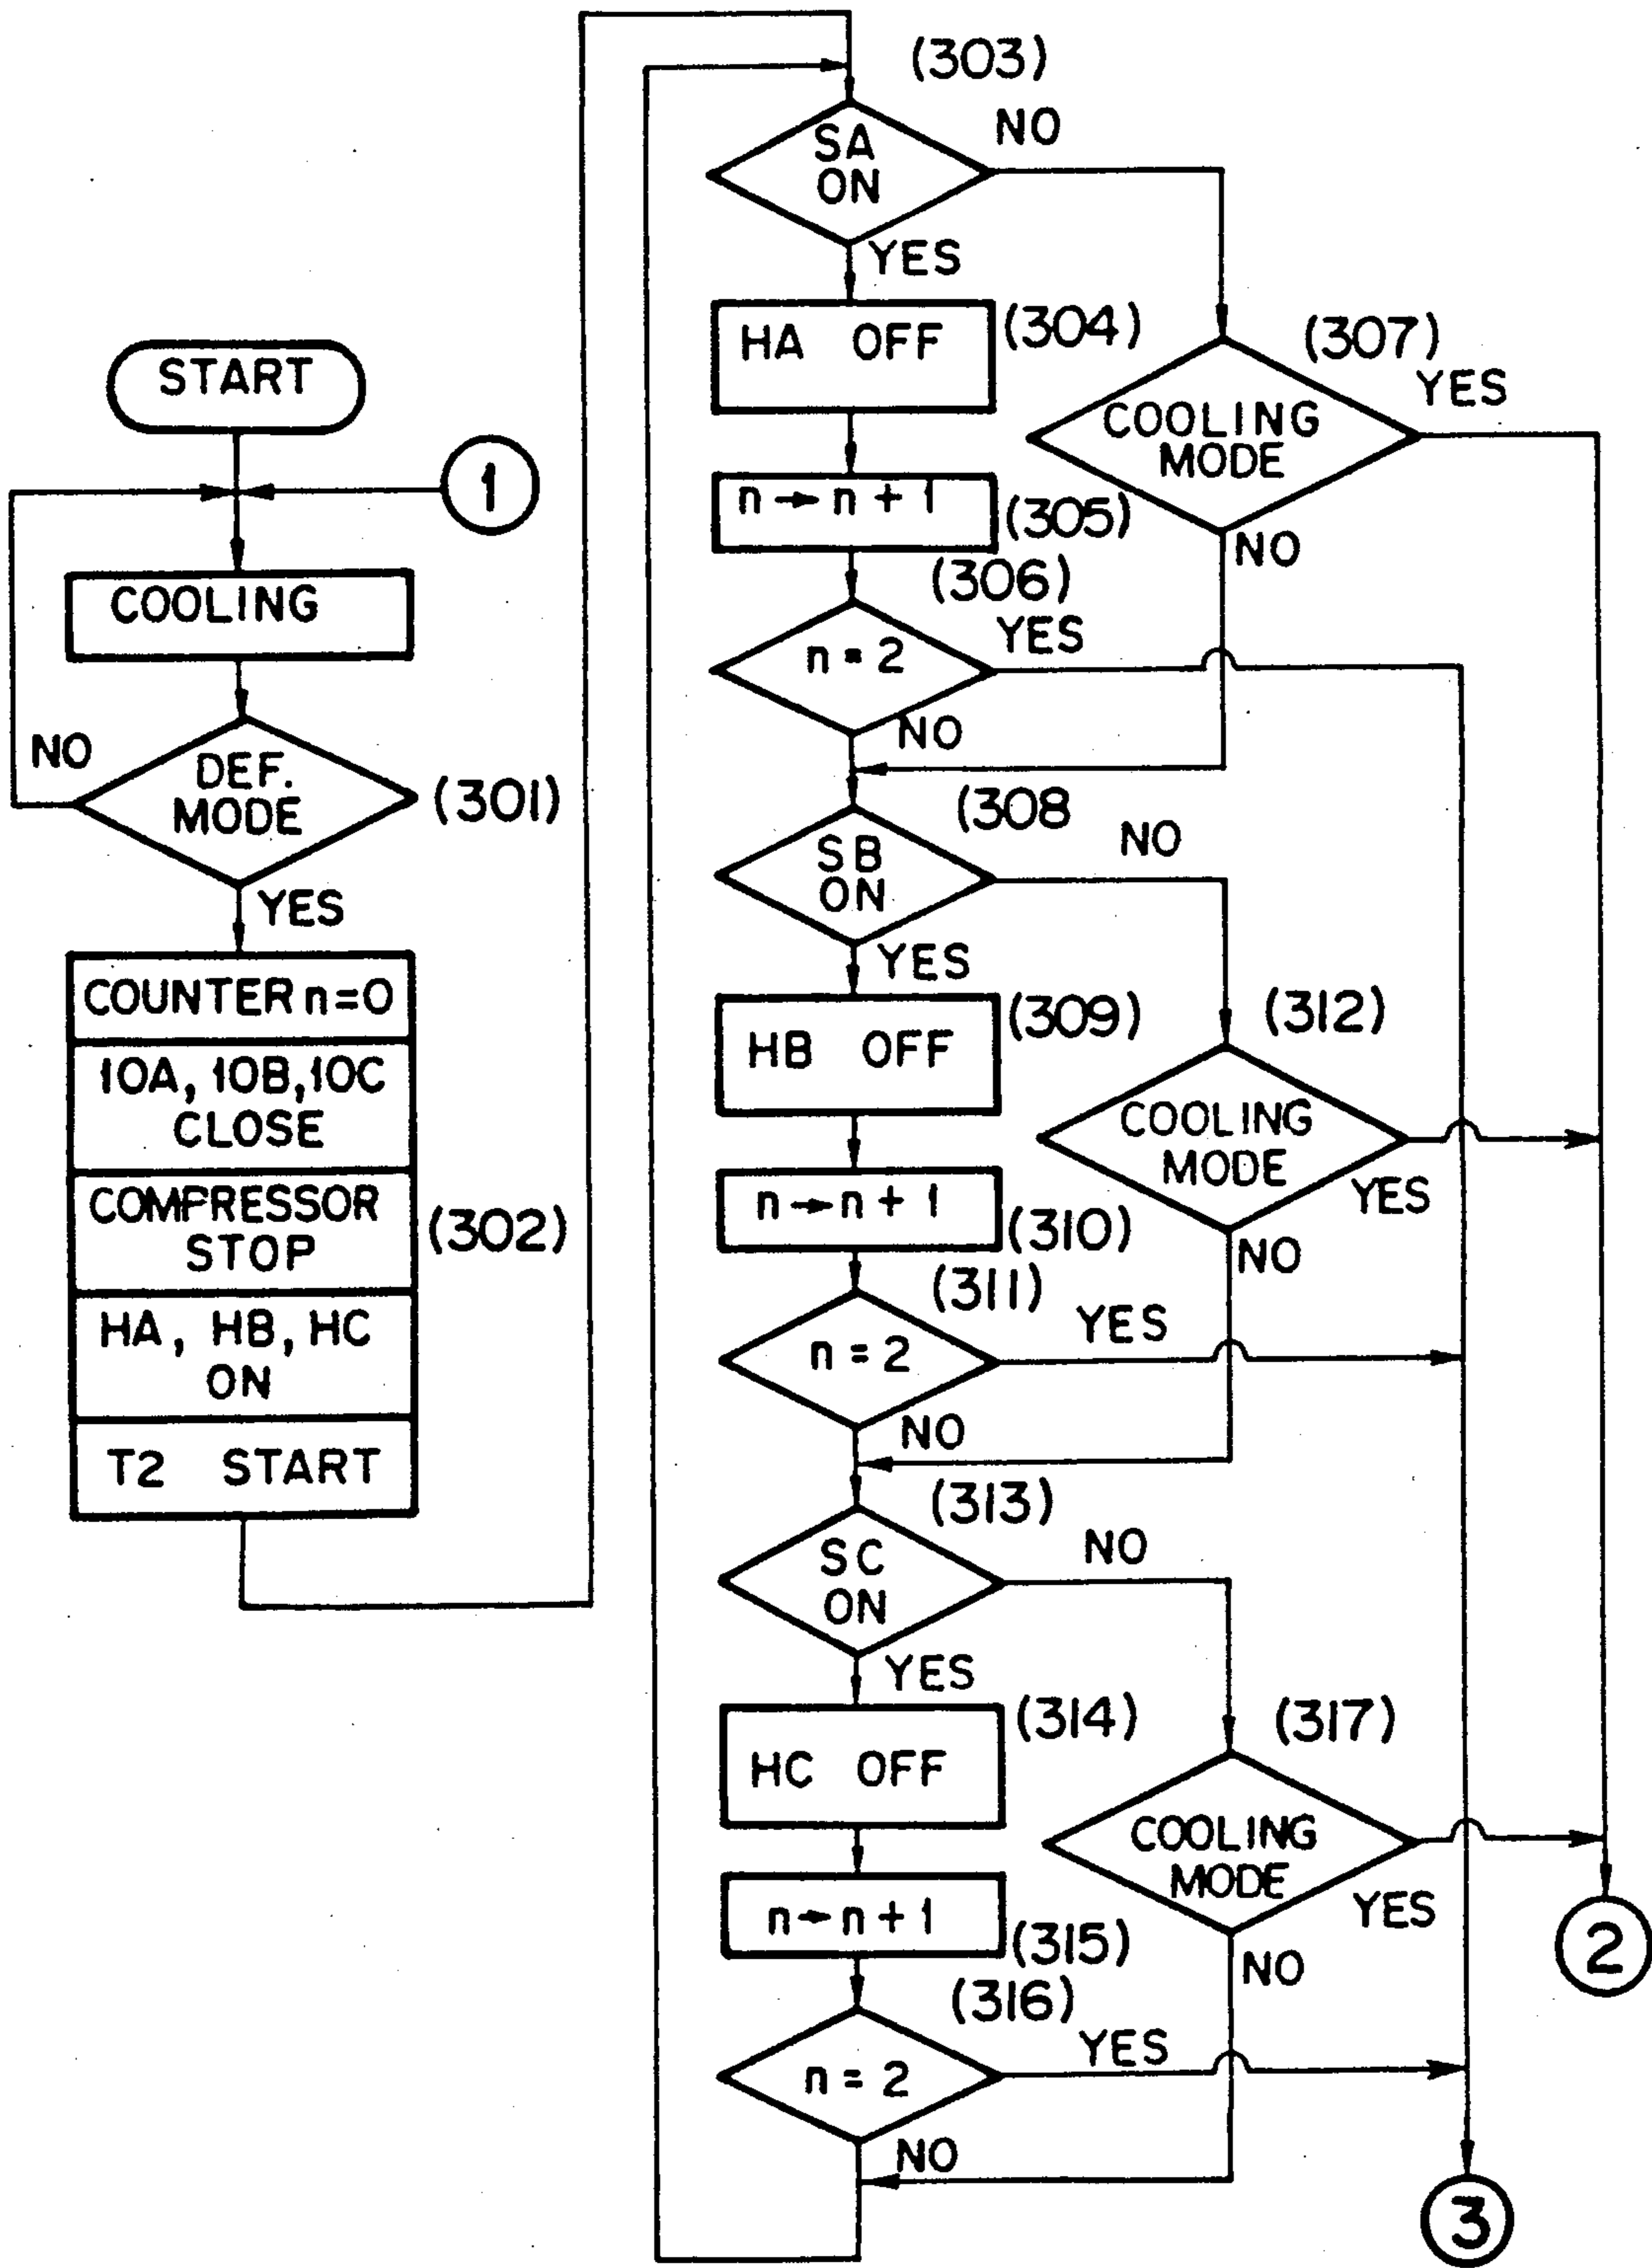 START
1
COOLING
NO
DEF.
MODE
(301)
YES
COUNTER n=0
10A, 10B, 10C
CLOSE
COMPRESSOR
STOP
(302)
HA, HB, HC
ON
T2 START
(303)
SA
ON
NO
YES
HA OFF
(304)
(307)
YES
COOLING
MODE
NO
n→n+1
(305)
(306)
YES
n=2
NO
(308
SB
ON
NO
YES
HB OFF
(309)
(312)
COOLING
MODE
YES
NO
n→n+1
(310)
(311)
YES
n=2
NO
(313)
SC
ON
NO
YES
HC OFF
(314)
(317)
COOLING
MODE
YES
NO
n→n+1
(315)
(316)
YES
n=2
NO
2
3